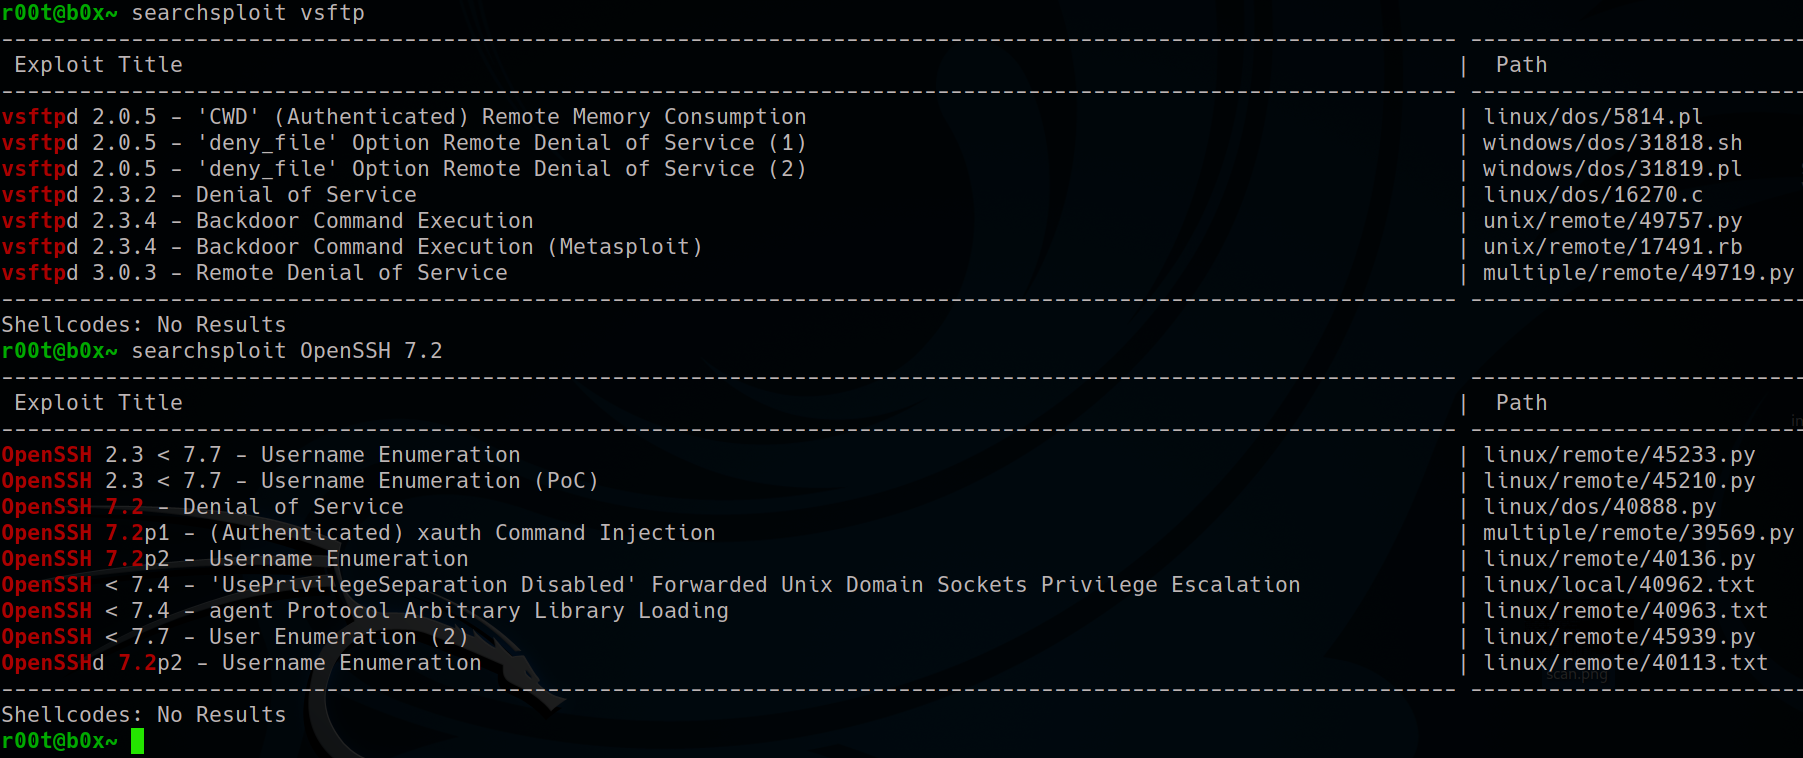 r00t@b0x~ searchsploit vsftp
---------------------------------------------------------------------------------------------------------------- --------------------------
 Exploit Title                                                                                                  |  Path
---------------------------------------------------------------------------------------------------------------- --------------------------
vsftpd 2.0.5 - 'CWD' (Authenticated) Remote Memory Consumption                                                  | linux/dos/5814.pl
vsftpd 2.0.5 - 'deny_file' Option Remote Denial of Service (1)                                                  | windows/dos/31818.sh
vsftpd 2.0.5 - 'deny_file' Option Remote Denial of Service (2)                                                  | windows/dos/31819.pl
vsftpd 2.3.2 - Denial of Service                                                                                | linux/dos/16270.c
vsftpd 2.3.4 - Backdoor Command Execution                                                                       | unix/remote/49757.py
vsftpd 2.3.4 - Backdoor Command Execution (Metasploit)                                                          | unix/remote/17491.rb
vsftpd 3.0.3 - Remote Denial of Service                                                                         | multiple/remote/49719.py
---------------------------------------------------------------------------------------------------------------- --------------------------
Shellcodes: No Results
r00t@b0x~ searchsploit OpenSSH 7.2
---------------------------------------------------------------------------------------------------------------- --------------------------
 Exploit Title                                                                                                  |  Path
---------------------------------------------------------------------------------------------------------------- --------------------------
OpenSSH 2.3 < 7.7 - Username Enumeration                                                                        | linux/remote/45233.py
OpenSSH 2.3 < 7.7 - Username Enumeration (PoC)                                                                  | linux/remote/45210.py
OpenSSH 7.2 - Denial of Service                                                                                 | linux/dos/40888.py
OpenSSH 7.2p1 - (Authenticated) xauth Command Injection                                                         | multiple/remote/39569.py
OpenSSH 7.2p2 - Username Enumeration                                                                            | linux/remote/40136.py
OpenSSH < 7.4 - 'UsePrivilegeSeparation Disabled' Forwarded Unix Domain Sockets Privilege Escalation            | linux/local/40962.txt
OpenSSH < 7.4 - agent Protocol Arbitrary Library Loading                                                        | linux/remote/40963.txt
OpenSSH < 7.7 - User Enumeration (2)                                                                            | linux/remote/45939.py
OpenSSHd 7.2p2 - Username Enumeration                                                                           | linux/remote/40113.txt
scan.png
---------------------------------------------------------------------------------------------------------------- --------------------------
Shellcodes: No Results
r00t@b0x~